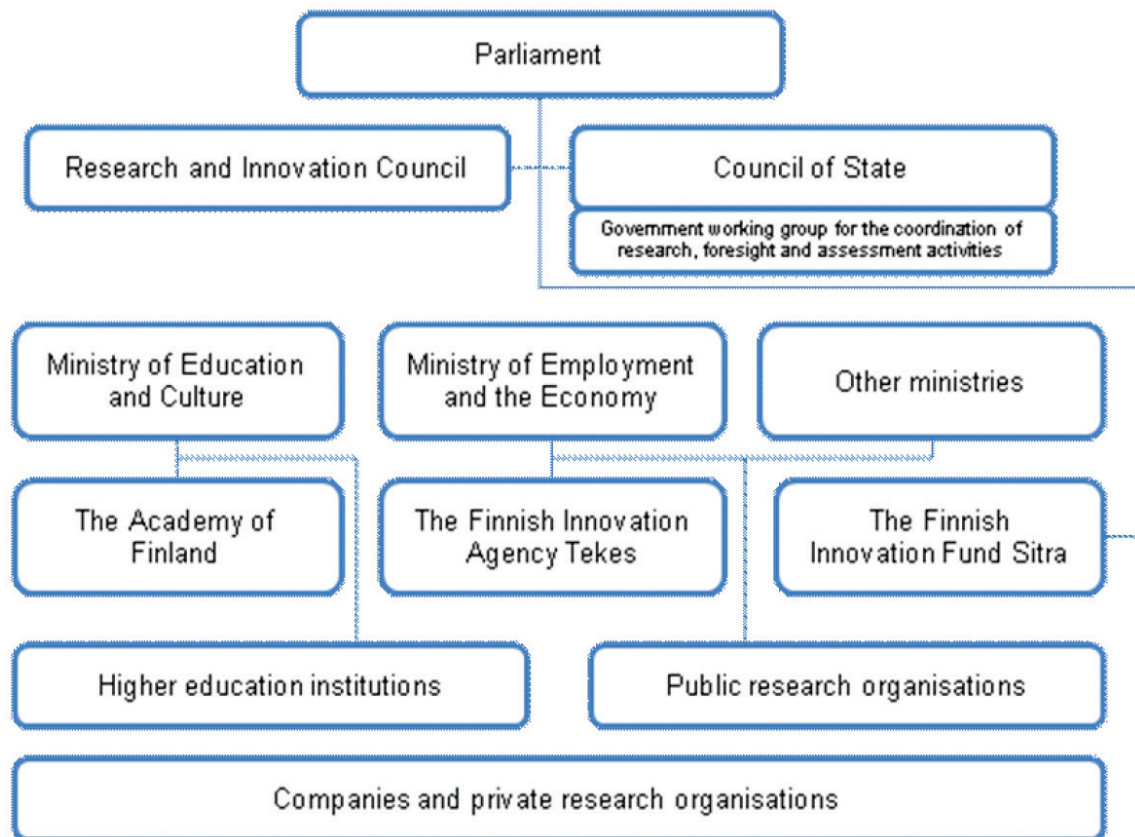 Parliament
Research and Innovation Council
Council of State
Government working group for the coordination of
research, foresight and assessment activities
Ministry of Education
and Culture
Ministry of Employment
and the Economy
Other ministries
The Academy of
Finland
The Finnish Innovation
Agency Tekes
The Finnish
Innovation Fund Sitra
Higher education institutions
Public research organisations
Companies and private research organisations